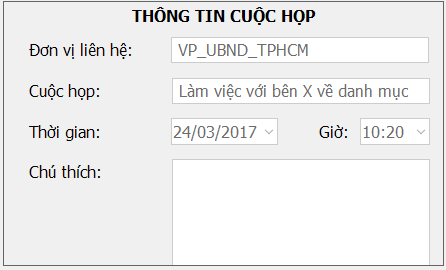 THÔNG TIN CUỘC HỌP
Đơn vị liên hệ: VP_UBND_TPHCM
Cuộc họp: Làm việc với bên X về danh mục
Thời gian: 24/03/2017 Giờ: 10:20
Chú thích: